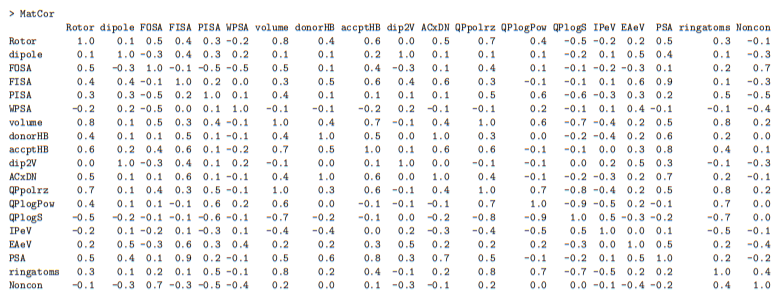 > MatCor
Rotor dipole FOSA FISA PISA WPSA volume donorHB accptHB dip2V ACxDN QPpolrz QPlogPow QPlogS IPeV EAeV PSA ringatoms Noncon
Rotor 1.0 0.1 0.5 0.4 0.3 -0.2 0.8 0.4 0.6 0.0 0.5 0.7 0.4 -0.5 -0.2 0.2 0.5 0.3 -0.1
dipole 0.1 1.0 -0.3 0.4 0.3 0.2 0.1 0.1 0.2 1.0 0.1 0.1 0.1 -0.2 0.1 0.5 0.4 0.1 -0.3
FOSA 0.5 -0.3 1.0 -0.1 -0.5 -0.5 0.5 0.1 0.4 -0.3 0.1 0.4 0.1 -0.1 -0.2 -0.3 0.1 0.2 0.7
FISA 0.4 0.4 -0.1 1.0 0.2 0.0 0.3 0.5 0.6 0.4 0.6 0.3 -0.1 -0.1 0.1 0.6 0.9 0.1 -0.3
PISA 0.3 0.3 -0.5 0.2 1.0 0.1 0.4 0.1 0.1 0.1 0.1 0.5 0.6 -0.6 -0.3 0.3 0.2 0.5 -0.5
WPSA -0.2 0.2 -0.5 0.0 0.1 1.0 -0.1 -0.1 -0.2 0.2 -0.1 -0.1 0.2 -0.1 0.1 0.4 -0.1 -0.1 -0.4
volume 0.8 0.1 0.5 0.3 0.4 -0.1 1.0 0.4 0.7 -0.1 0.4 1.0 0.6 -0.7 -0.4 0.2 0.5 0.8 0.2
donorHB 0.4 0.1 0.1 0.5 0.1 -0.1 0.4 1.0 0.5 0.0 1.0 0.3 0.0 -0.2 -0.4 0.2 0.6 0.2 0.0
accptHB 0.6 0.2 0.4 0.6 0.1 -0.2 0.7 0.5 1.0 0.1 0.6 0.6 -0.1 -0.1 0.0 0.3 0.8 0.4 0.1
dip2V 0.0 1.0 -0.3 0.4 0.1 0.2 -0.1 0.0 0.1 1.0 0.0 -0.1 -0.1 0.0 0.2 0.5 0.3 -0.1 -0.3
ACxDN 0.5 0.1 0.1 0.6 0.1 -0.1 0.4 1.0 0.6 0.0 1.0 0.4 -0.1 -0.2 -0.3 0.2 0.7 0.2 -0.1
QPpolrz 0.7 0.1 0.4 0.3 0.5 -0.1 1.0 0.3 0.6 -0.1 0.4 1.0 0.7 -0.8 -0.4 0.2 0.5 0.8 0.2
QPlogPow 0.4 0.1 0.1 -0.1 0.6 0.2 0.6 0.0 -0.1 -0.1 -0.1 0.7 1.0 -0.9 -0.5 0.2 -0.1 0.7 0.0
QPlogS -0.5 -0.2 -0.1 -0.1 -0.6 -0.1 -0.7 -0.2 -0.1 0.0 -0.2 -0.8 -0.9 1.0 0.5 -0.3 -0.2 -0.7 0.0
IPeV -0.2 0.1 -0.2 0.1 -0.3 0.1 -0.4 -0.4 0.0 0.2 -0.3 -0.4 -0.5 0.5 1.0 0.0 0.1 -0.5 -0.1
EAeV 0.2 0.5 -0.3 0.6 0.3 0.4 0.2 0.2 0.3 0.5 0.2 0.2 0.2 -0.3 0.0 1.0 0.5 0.2 -0.4
PSA 0.5 0.4 0.1 0.9 0.2 -0.1 0.5 0.6 0.8 0.3 0.7 0.5 -0.1 -0.2 0.1 0.5 1.0 0.2 -0.2
ringatoms 0.3 0.1 0.2 0.1 0.5 -0.1 0.8 0.2 0.4 -0.1 0.2 0.8 0.7 -0.7 -0.5 0.2 0.2 1.0 0.4
Noncon -0.1 -0.3 0.7 -0.3 -0.5 -0.4 0.2 0.0 0.1 -0.3 -0.1 0.2 0.0 0.0 -0.1 -0.4 -0.2 0.4 1.0